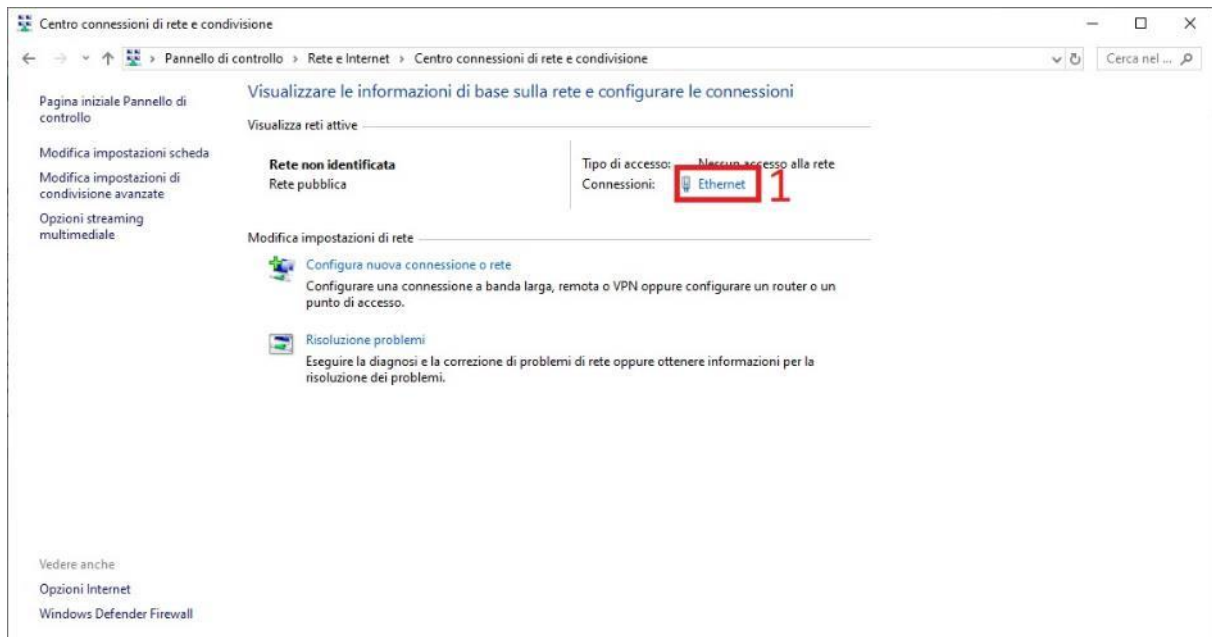 Centro connessioni di rete e condivisione
Pannello di controllo > Rete e Internet > Centro connessioni di rete e condivisione
Cerca nel ...
Pagina iniziale Pannello di
controllo
Modifica impostazioni scheda
Modifica impostazioni di
condivisione avanzate
Opzioni streaming
multimediale
Visualizzare le informazioni di base sulla rete e configurare le connessioni
Visualizza reti attive
Rete non identificata
Rete pubblica
Tipo di accesso: Nessun accesso alla rete
Connessioni: Ethernet 1
Modifica impostazioni di rete
Configura nuova connessione o rete
Configurare una connessione a banda larga, remota o VPN oppure configurare un router o un
punto di accesso.
Risoluzione problemi
Eseguire la diagnosi e la correzione di problemi di rete oppure ottenere informazioni per la
risoluzione dei problemi.
Vedere anche
Opzioni Internet
Windows Defender Firewall